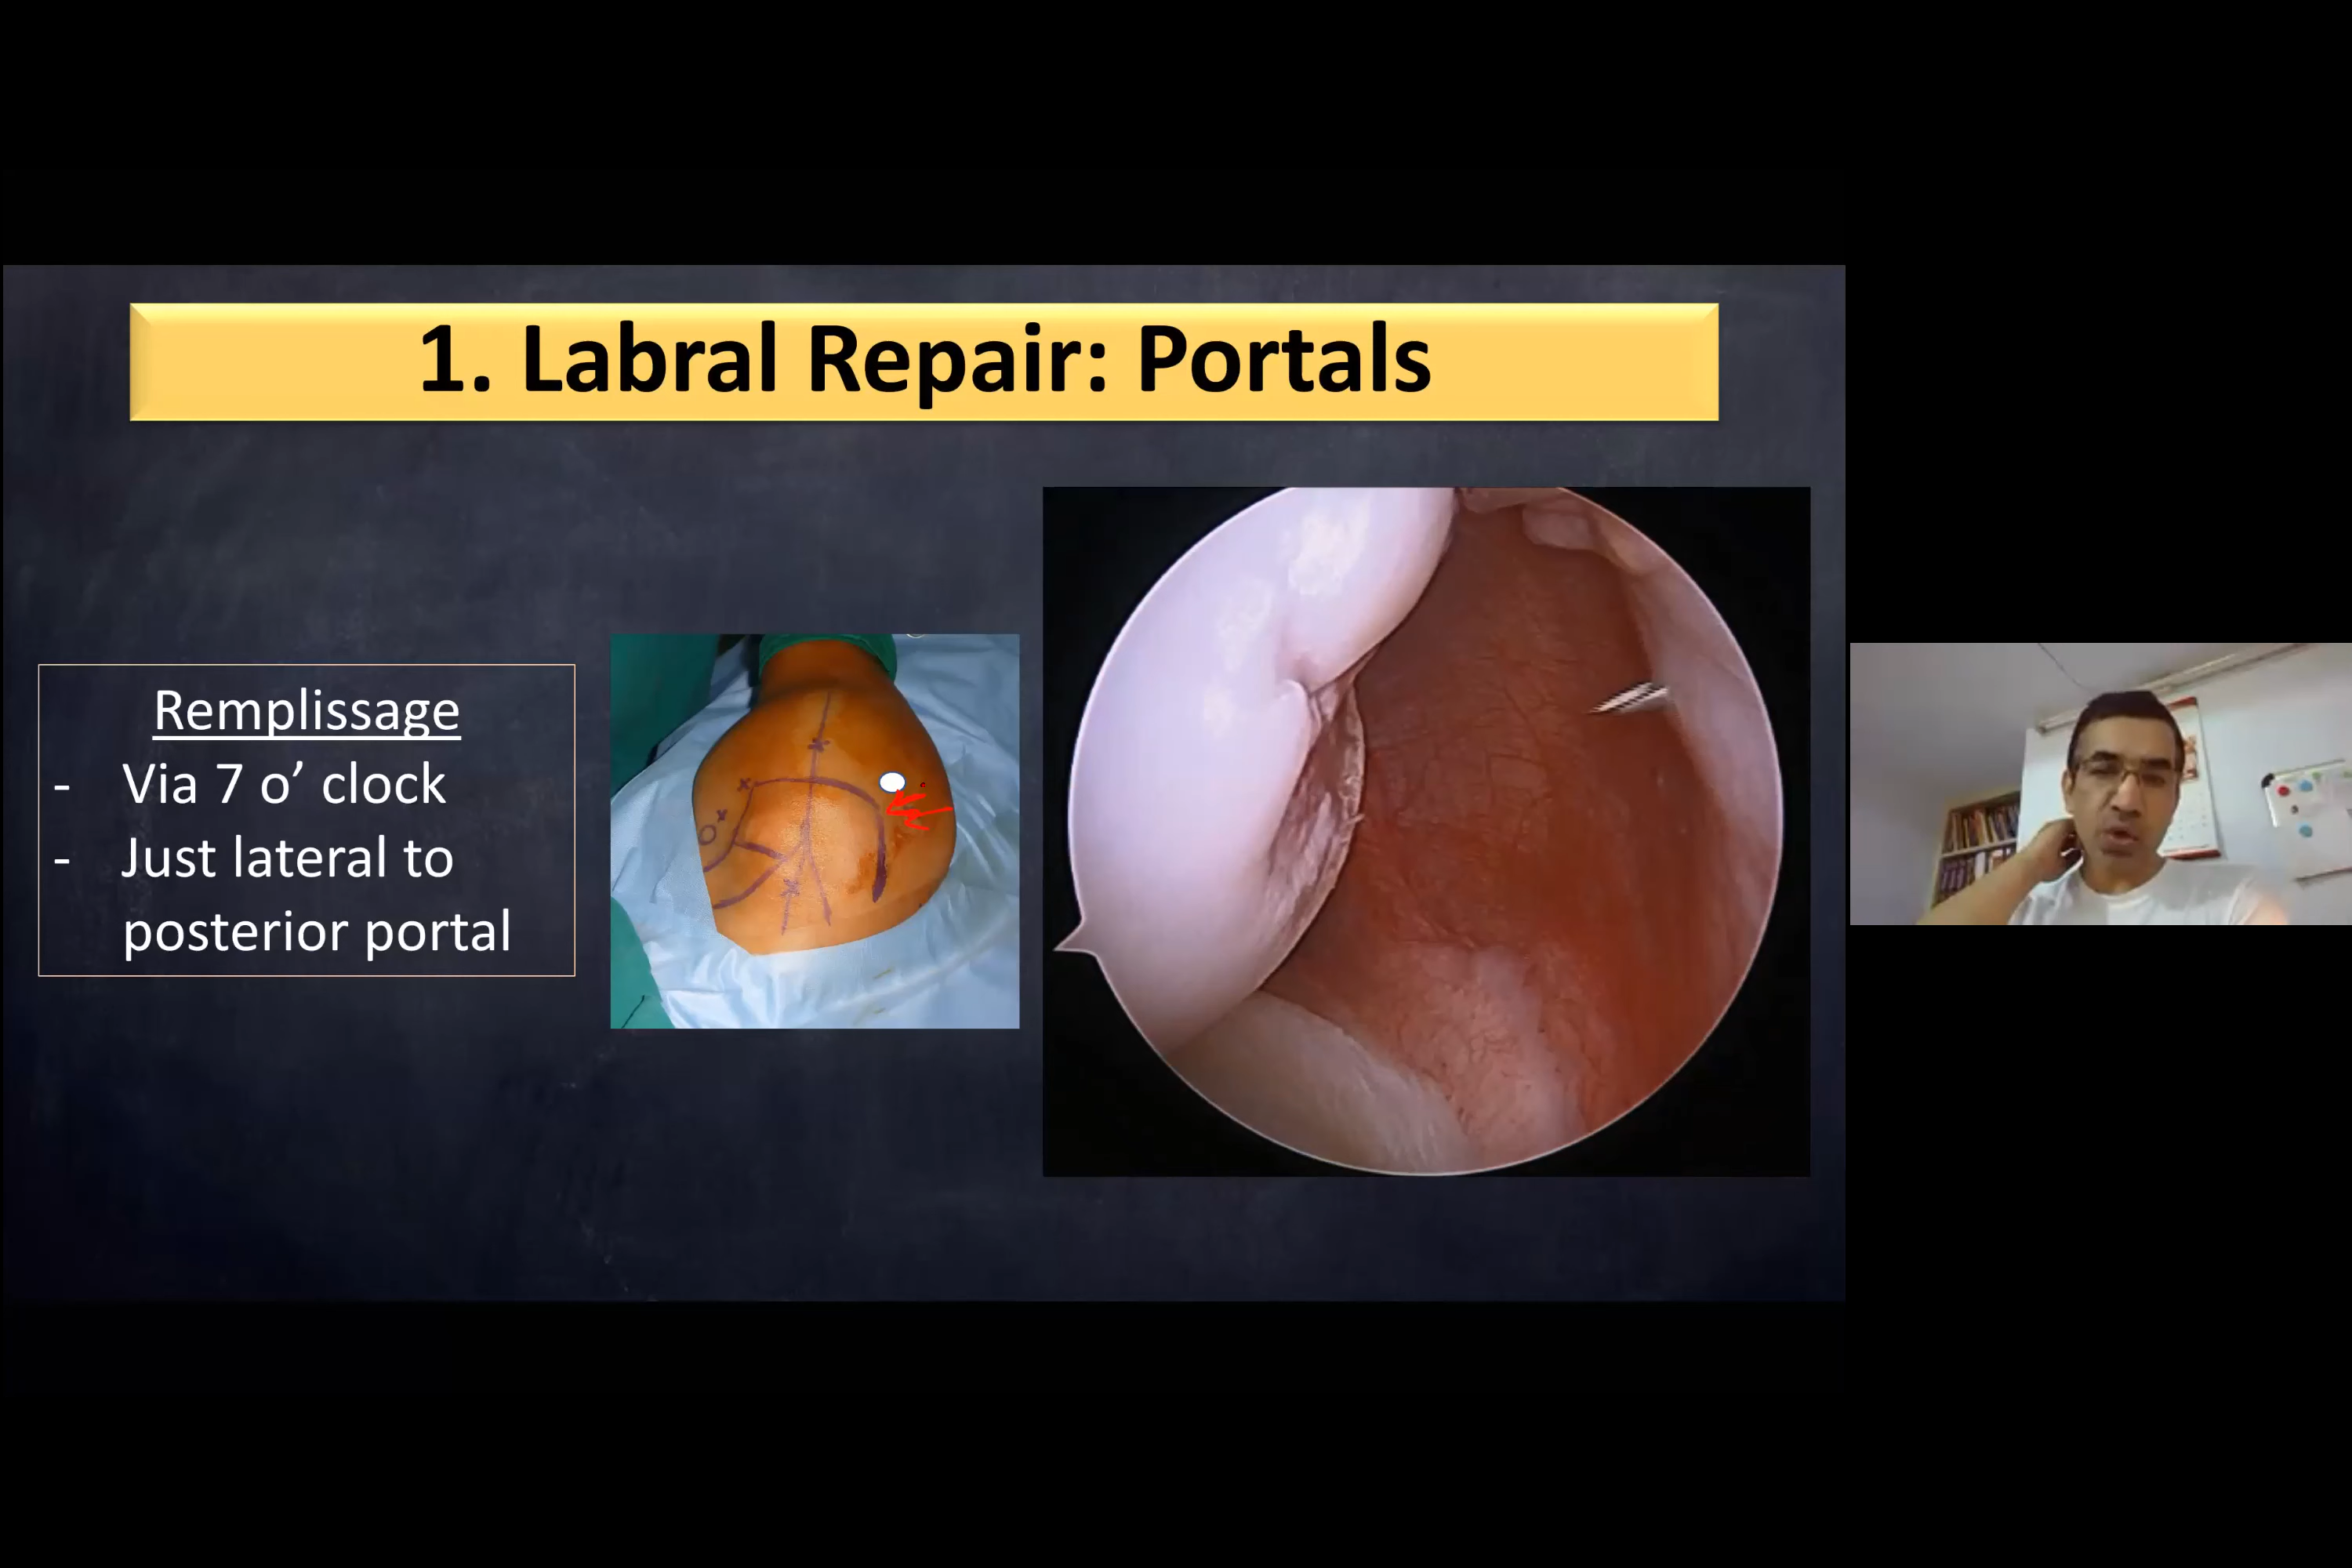 1. Labral Repair: Portals
Remplissage
- Via 7 o’ clock
- Just lateral to
posterior portal